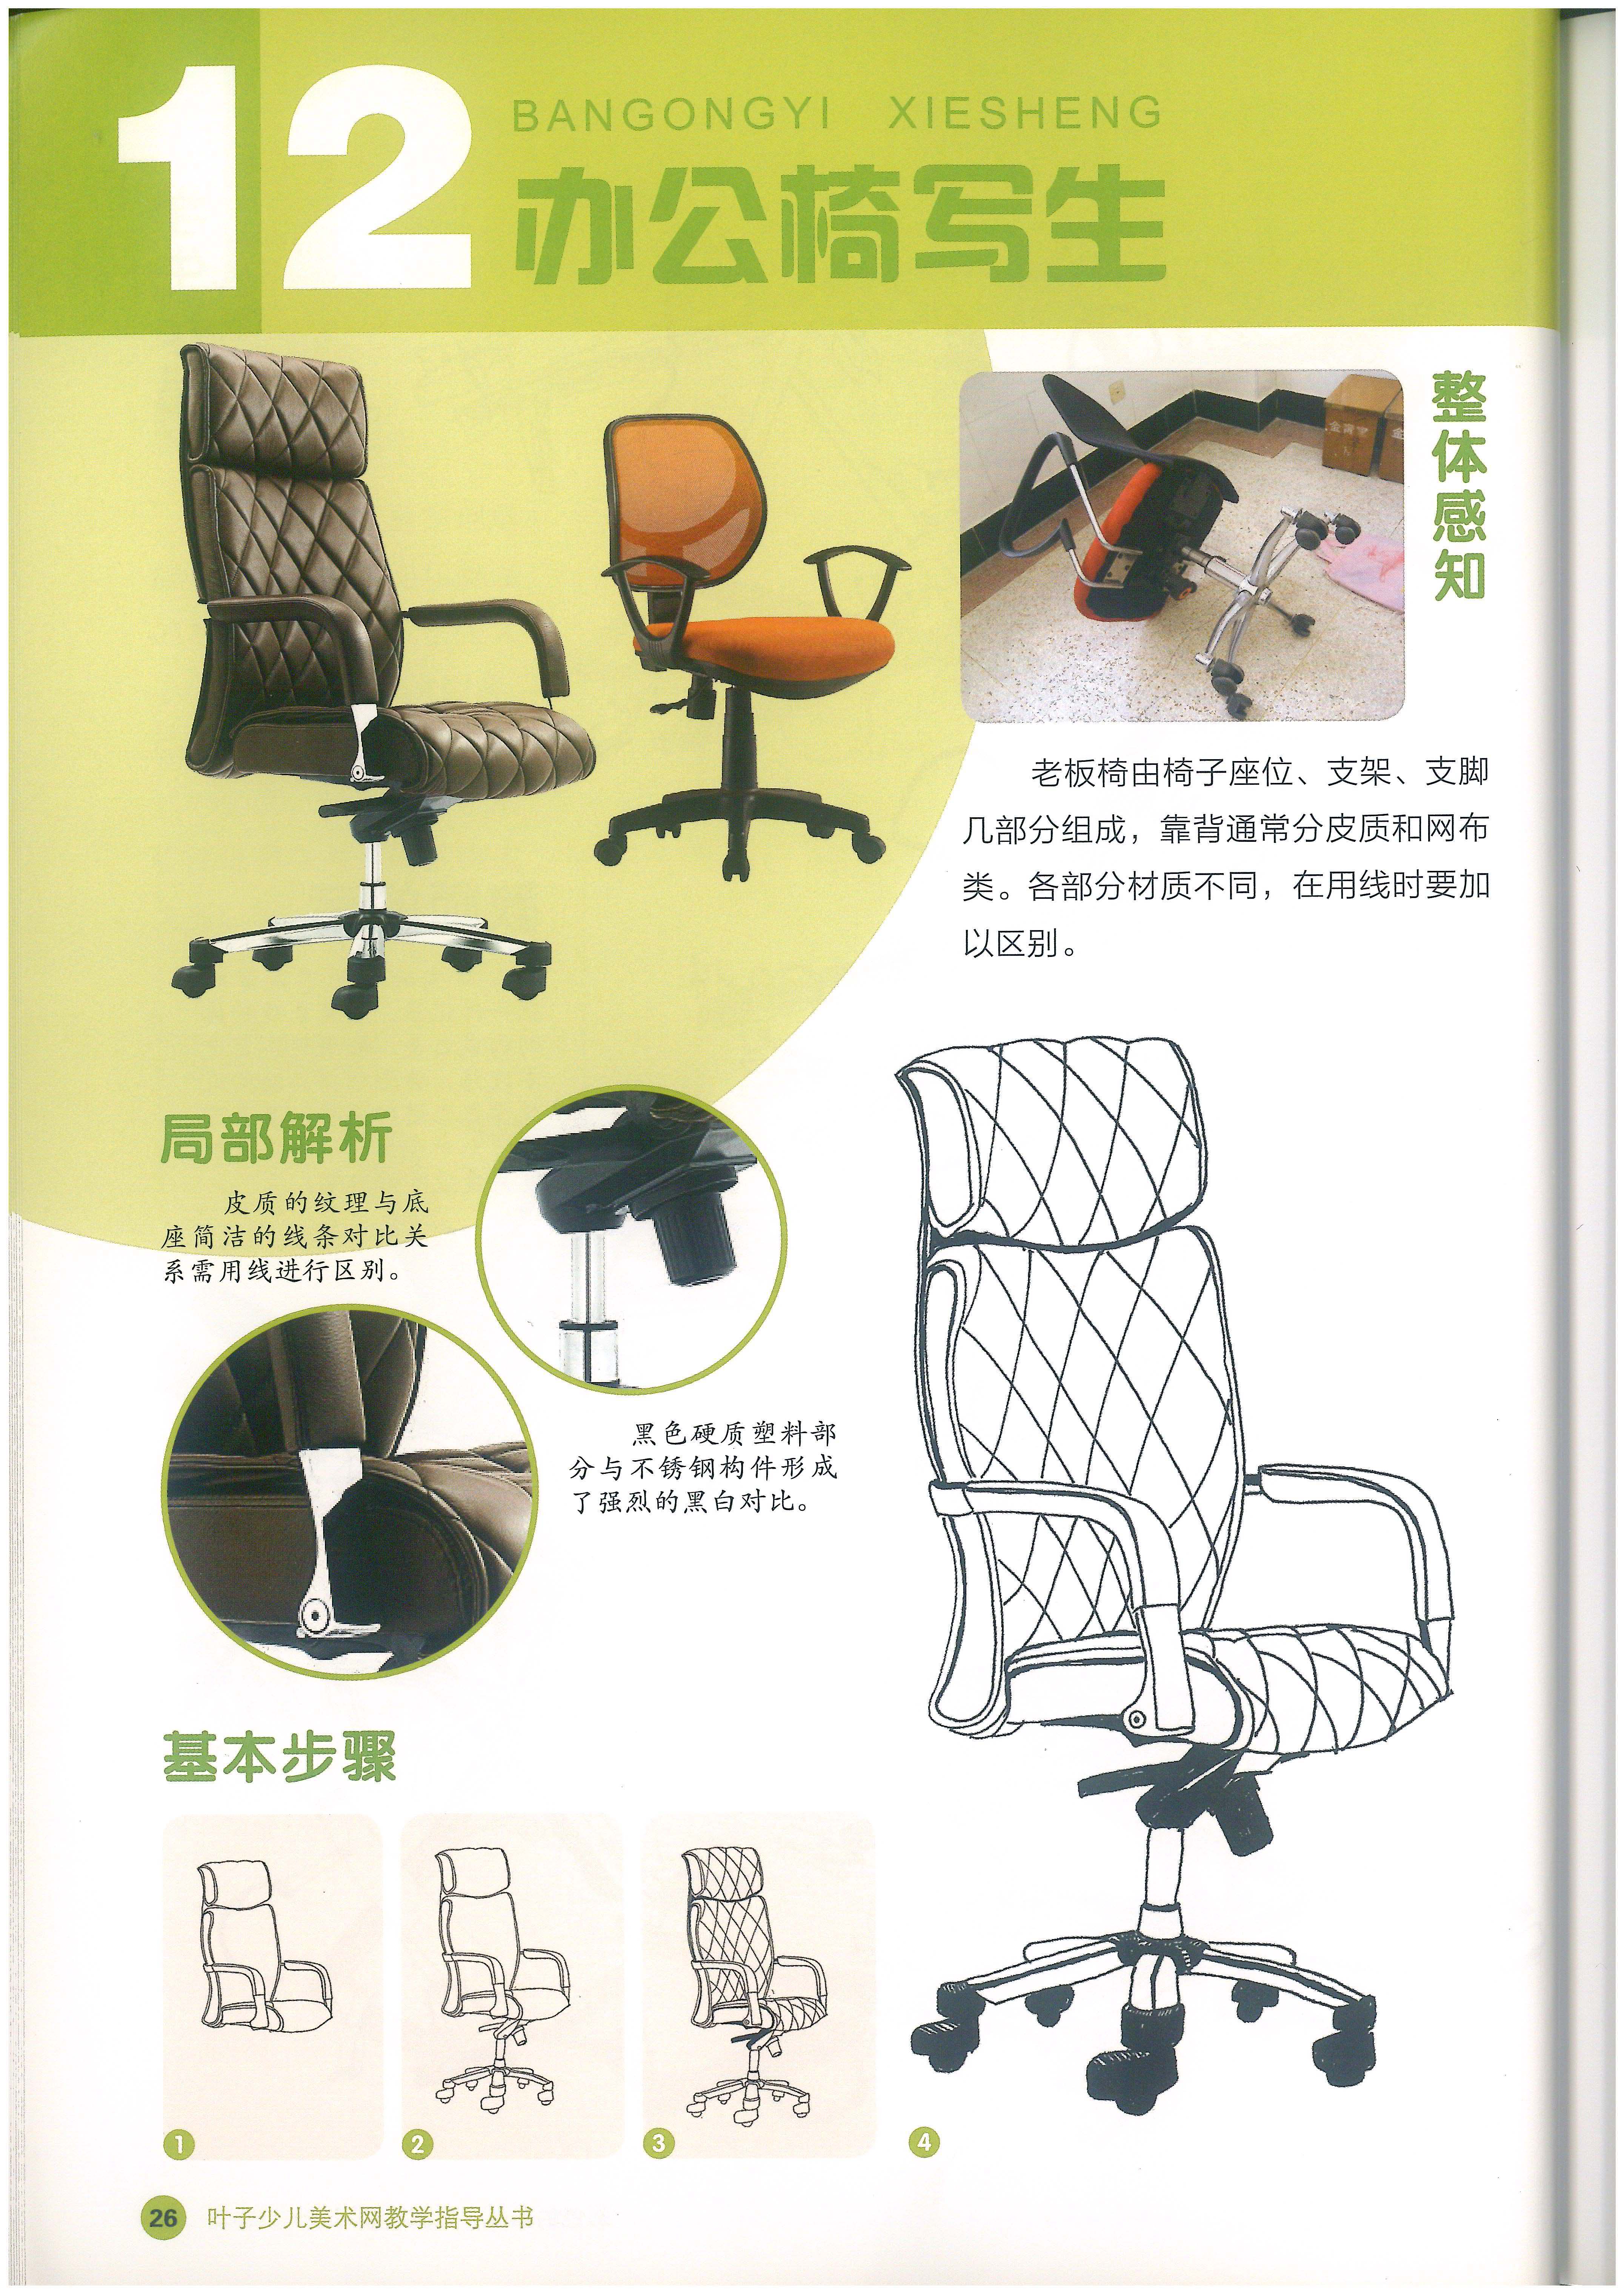 12
BANGONGYI XIESHENG
办公椅写生
整体感知
老板椅由椅子座位、支架、支脚
几部分组成，靠背通常分皮质和网布
类。各部分材质不同，在用线时要加
以区别。
局部解析
皮质的纹理与底
座简洁的线条对比关
系需用线进行区别。
黑色硬质塑料部
分与不锈钢构件形成
了强烈的黑白对比。
基本步骤
1
2
3
4
26 叶子少儿美术网教学指导丛书